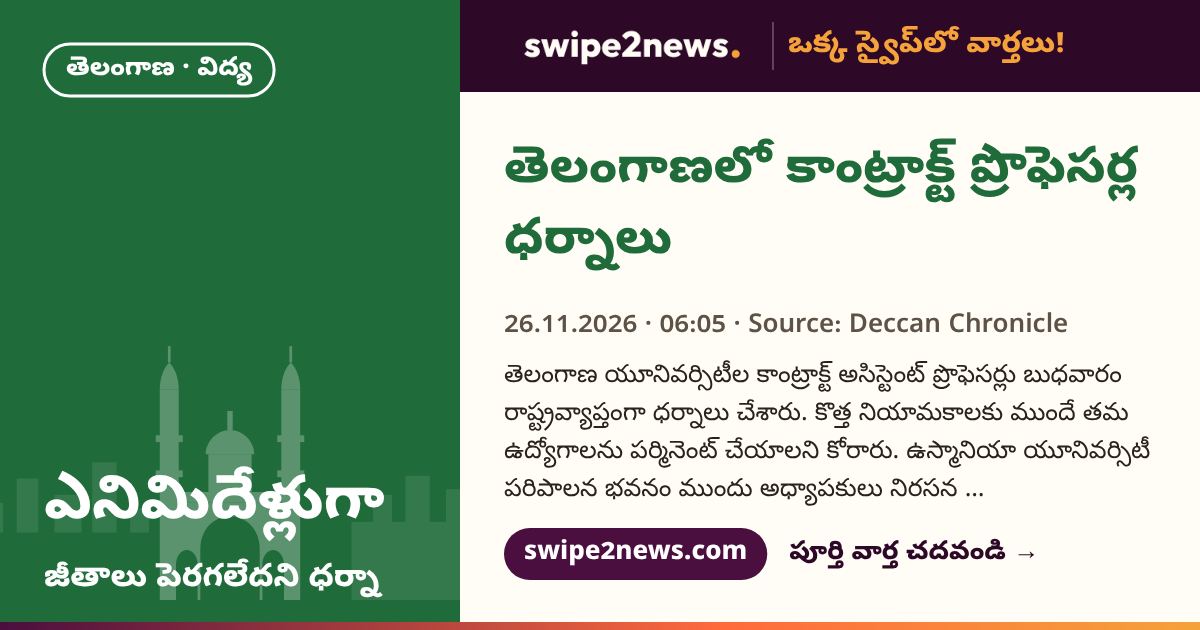 తెలంగాణ · విద్య
swipe2news.
ఒక్క స్వైప్‌లో వార్తలు!
తెలంగాణలో కాంట్రాక్ట్ ప్రొఫెసర్ల
ధర్నాలు
26.11.2026 · 06:05 · Source: Deccan Chronicle
తెలంగాణ యూనివర్సిటీల కాంట్రాక్ట్ అసిస్టెంట్ ప్రొఫెసర్లు బుధవారం
రాష్ట్రవ్యాప్తంగా ధర్నాలు చేశారు. కొత్త నియామకాలకు ముందే తమ
ఉద్యోగాలను పర్మినెంట్ చేయాలని కోరారు. ఉస్మానియా యూనివర్సిటీ
పరిపాలన భవనం ముందు అధ్యాపకులు నిరసన ...
ఎనిమిదేళ్లుగా
జీతాలు పెరగలేదని ధర్నా
swipe2news.com
పూర్తి వార్త చదవండి →